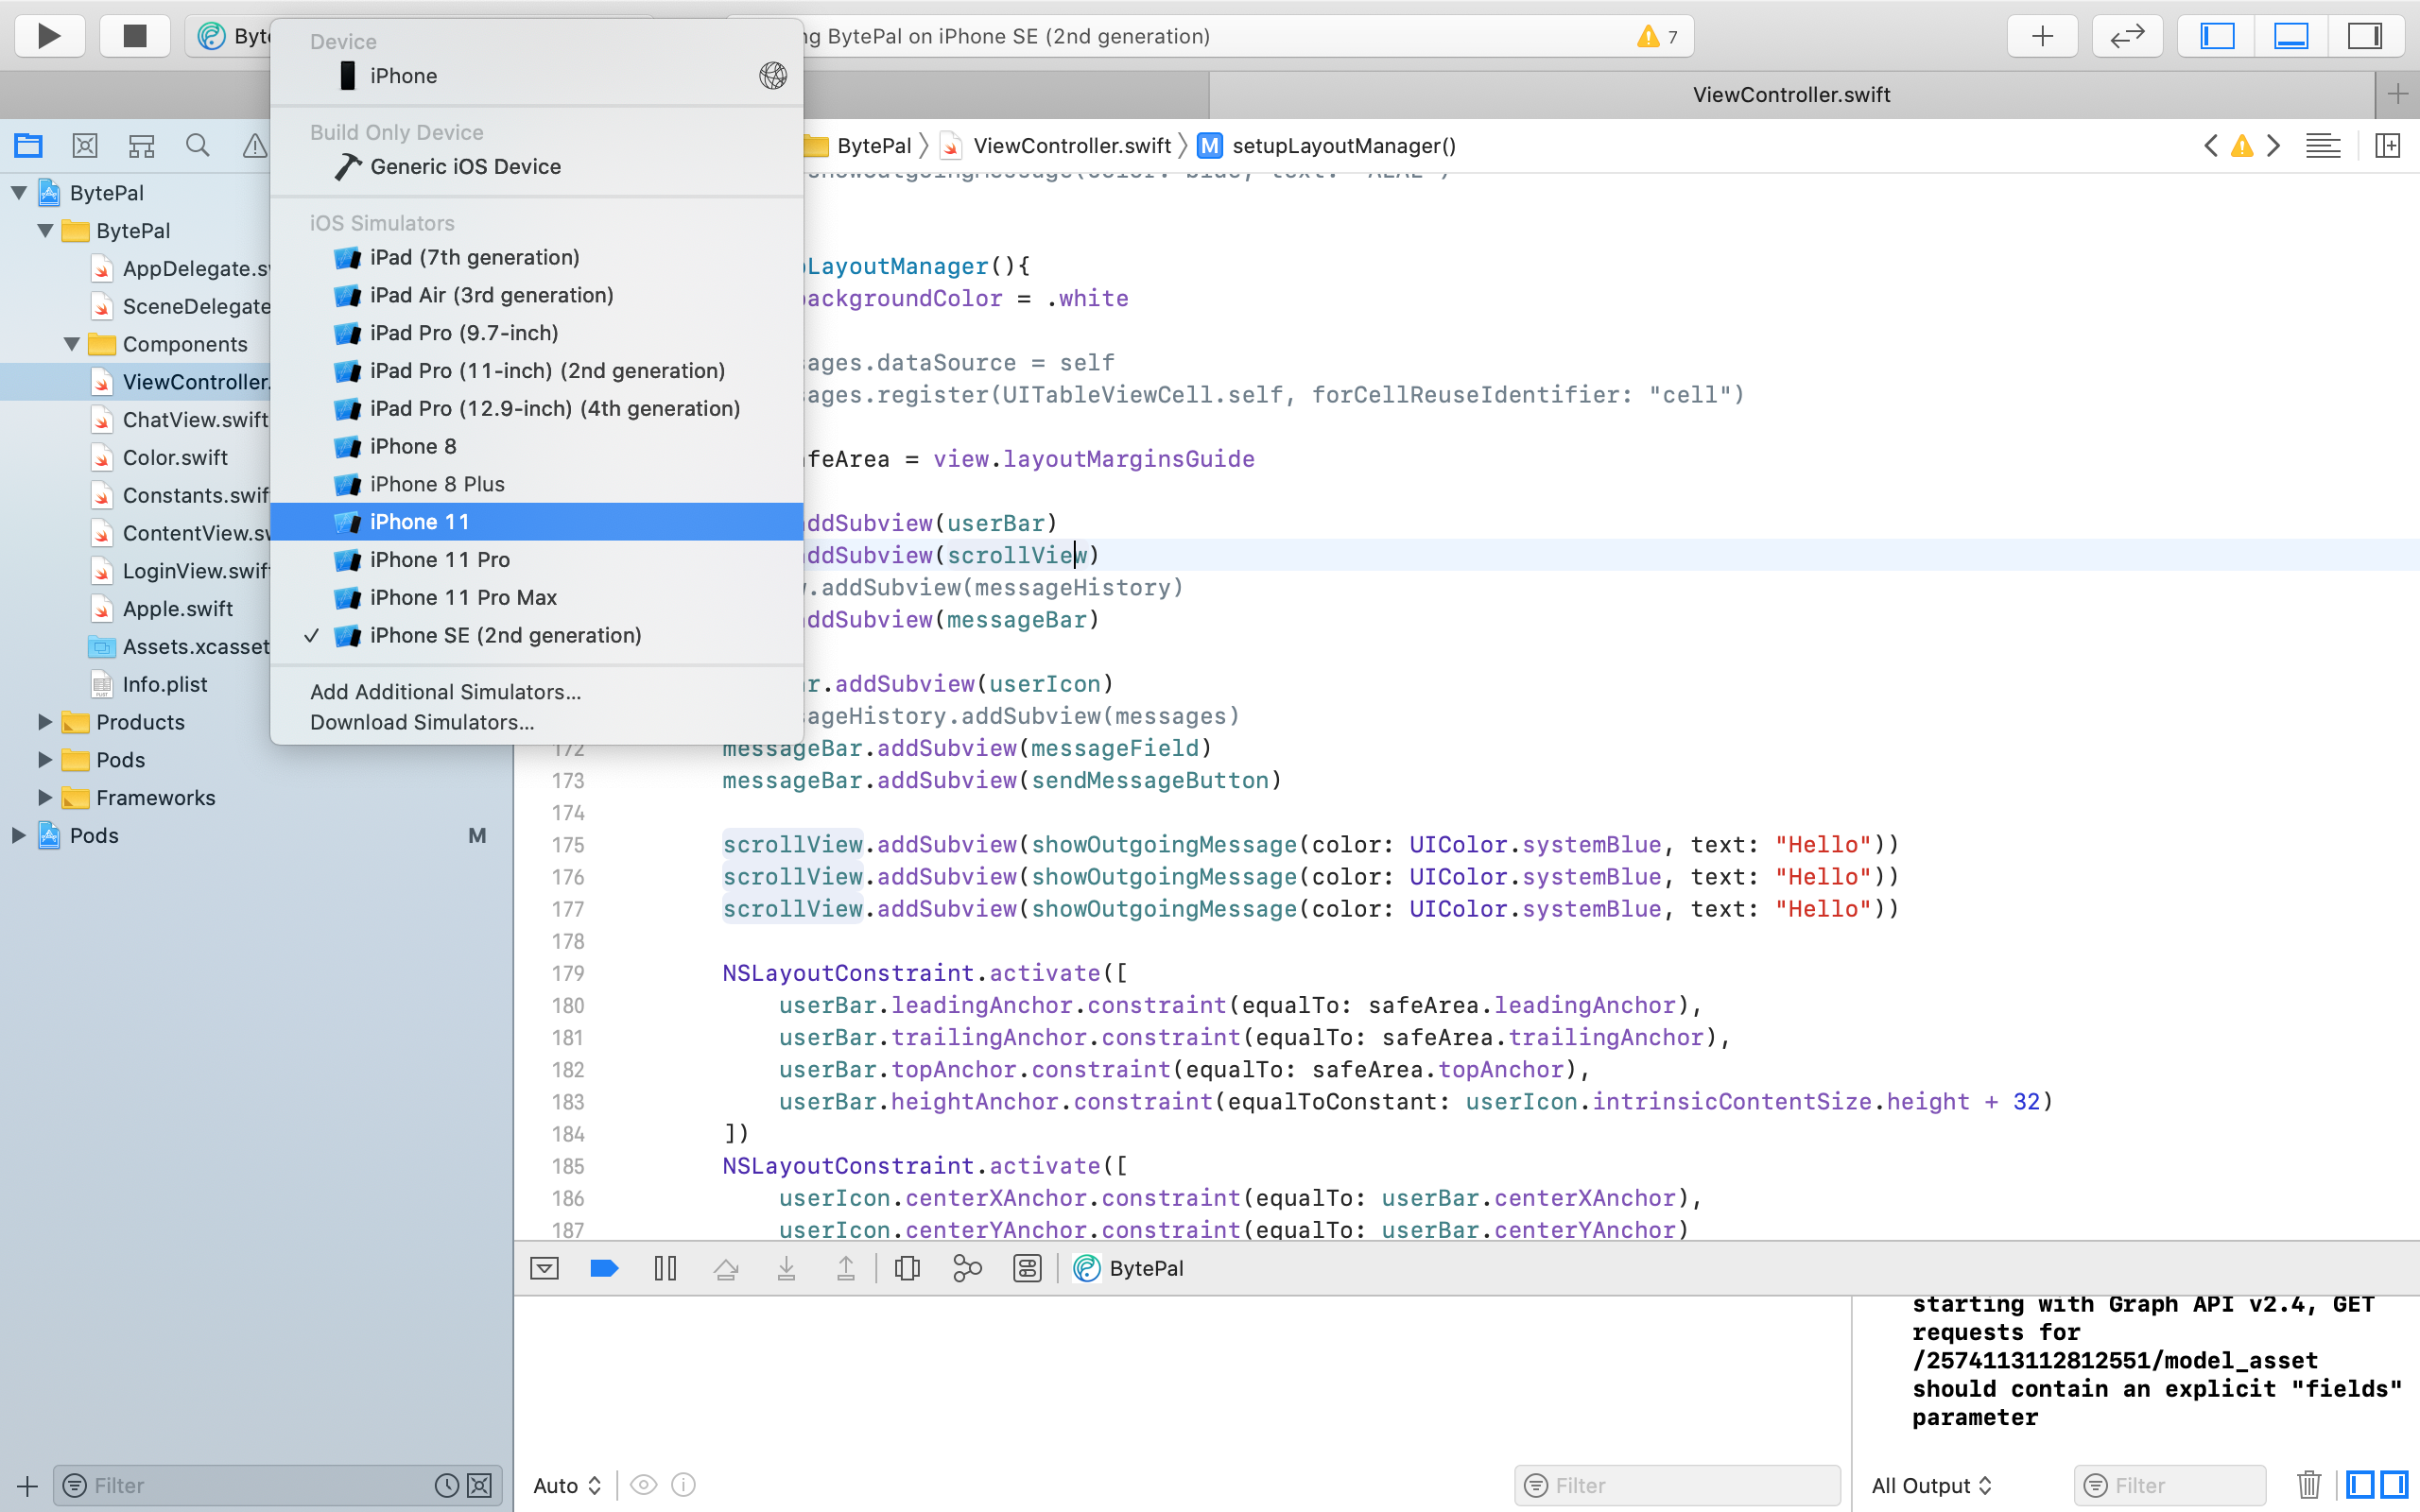 Byte
ng BytePal on iPhone SE (2nd generation)
7
Device
iPhone
Build Only Device
Generic iOS Device
iOS Simulators
iPad (7th generation)
iPad Air (3rd generation)
iPad Pro (9.7-inch)
iPad Pro (11-inch) (2nd generation)
iPad Pro (12.9-inch) (4th generation)
iPhone 8
iPhone 8 Plus
iPhone 11
iPhone 11 Pro
iPhone 11 Pro Max
✓ iPhone SE (2nd generation)
Add Additional Simulators...
Download Simulators...
ViewController.swift
BytePal
ViewController.swift
M
setupLayoutManager()
BytePal
BytePal
AppDelegate.sw
SceneDelegate
Components
ViewController.
ChatView.swift
Color.swift
Constants.swif
ContentView.sw
LoginView.swift
Apple.swift
Assets.xcasset
Info.plist
Products
Pods
Frameworks
Pods M
LayoutManager(){
backgroundColor = .white
ages.dataSource = self
ages.register(UITableViewCell.self, forCellReuseIdentifier: "cell")
afeArea = view.layoutMarginsGuide
ddSubview(userBar)
ddSubview(scrollView)
.addSubview(messageHistory)
ddSubview(messageBar)
r.addSubview(userIcon)
sageHistory.addSubview(messages)
172 messageBar.addSubview(messageField)
173 messageBar.addSubview(sendMessageButton)
174
175 scrollView.addSubview(showOutgoingMessage(color: UIColor.systemBlue, text: "Hello"))
176 scrollView.addSubview(showOutgoingMessage(color: UIColor.systemBlue, text: "Hello"))
177 scrollView.addSubview(showOutgoingMessage(color: UIColor.systemBlue, text: "Hello"))
178
179 NSLayoutConstraint.activate([
180 userBar.leadingAnchor.constraint(equalTo: safeArea.leadingAnchor),
181 userBar.trailingAnchor.constraint(equalTo: safeArea.trailingAnchor),
182 userBar.topAnchor.constraint(equalTo: safeArea.topAnchor),
183 userBar.heightAnchor.constraint(equalToConstant: userIcon.intrinsicContentSize.height + 32)
184 ])
185 NSLayoutConstraint.activate([
186 userIcon.centerXAnchor.constraint(equalTo: userBar.centerXAnchor),
187 userIcon.centerYAnchor.constraint(equalTo: userBar.centerYAnchor)
BytePal
starting with Graph API v2.4, GET
requests for
/2574113112812551/model_asset
should contain an explicit "fields"
parameter
Filter
Auto
Filter
All Output
Filter